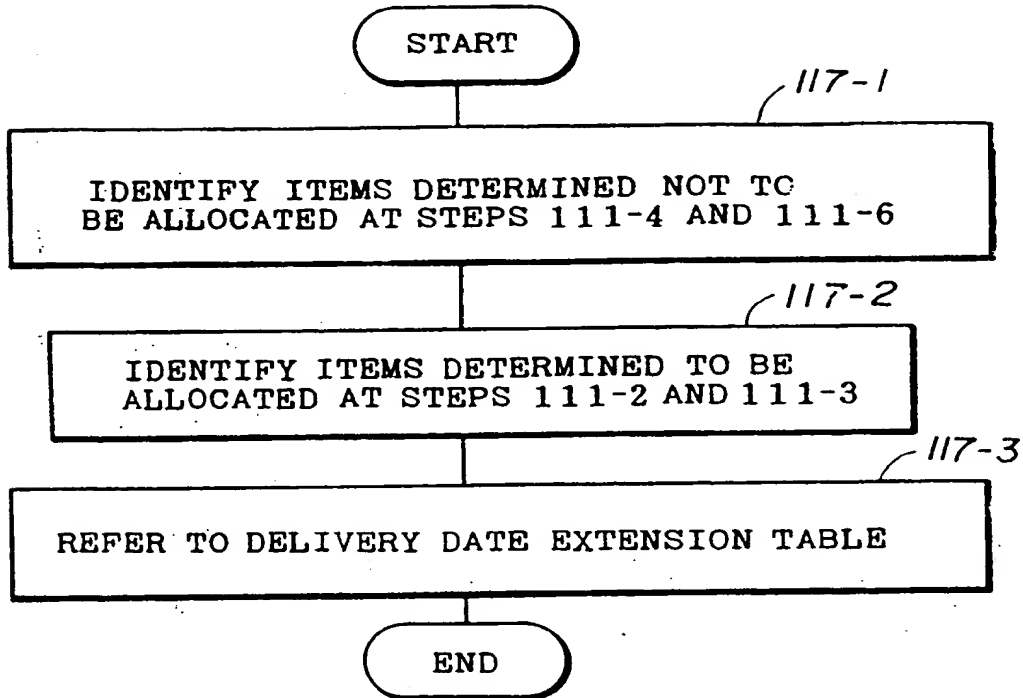 START
117-1
IDENTIFY ITEMS DETERMINED NOT TO
BE ALLOCATED AT STEPS 111-4 AND 111-6
117-2
IDENTIFY ITEMS DETERMINED TO BE
ALLOCATED AT STEPS 111-2 AND 111-3
117-3
REFER TO DELIVERY DATE EXTENSION TABLE
END